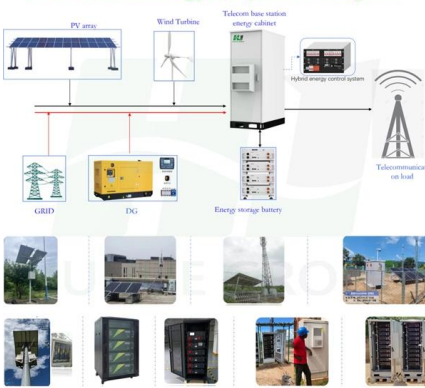 Telecom base station
energy cabinet
PV array
Wind Turbine
Hybrid energy control system
Telecommunicati
on load
GRID
DG
Energy storage battery